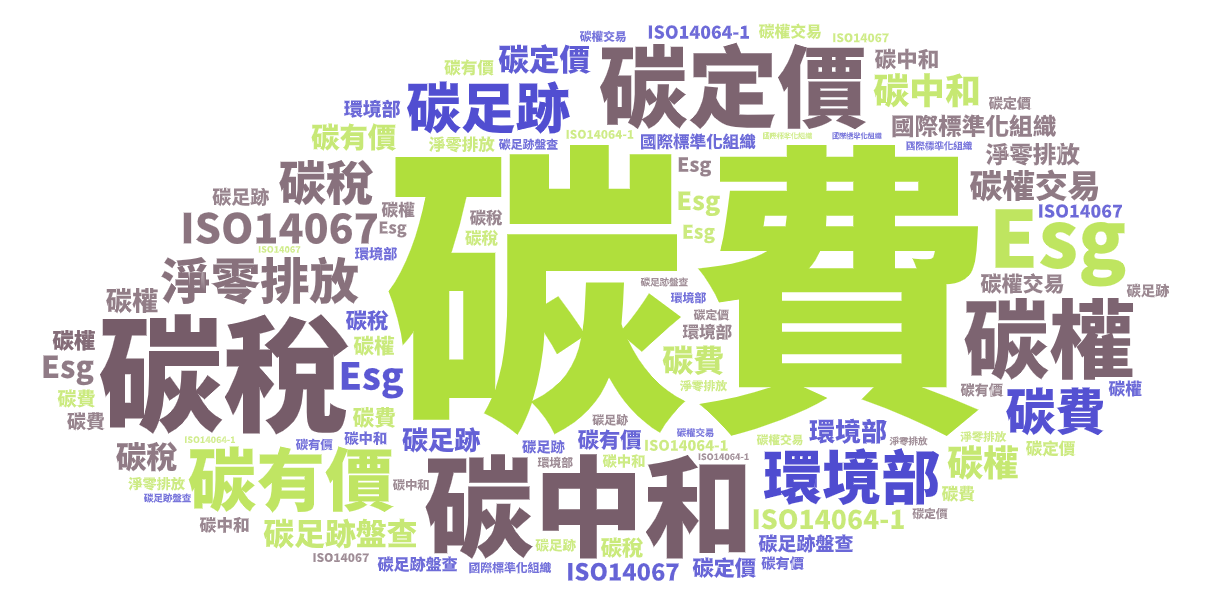 碳權交易
ISO14064-1
碳權交易
ISO14067
碳有價
碳定價
碳定價
碳中和
環境部
碳足跡
碳中和
碳定價
碳有價
淨零排放
碳足跡盤查
ISO14064-1
國際標準化組織
國際標準化組織
國際標準化組織
國際標準化組織
國際標準化組織
淨零排放
碳足跡
碳稅
碳費
Esg
碳權交易
ISO14067
碳權
Esg
碳稅
碳稅
Esg
Esg
ISO14067
Esg
ISO14067
環境部
淨零排放
碳足跡盤查
碳權交易
碳足跡
碳權
環境部
碳權
碳稅
碳稅
碳定價
環境部
碳權
碳權
Esg
Esg
碳費
淨零排放
碳有價
碳權
碳費
碳費
碳費
碳費
碳足跡
碳稅
ISO14064-1
碳有價
碳中和
碳足跡
碳足跡
碳有價
碳權交易
ISO14064-1
碳權交易
環境部
淨零排放
淨零排放
碳定價
碳有價
碳中和
環境部
碳中和
ISO14064-1
環境部
碳權
淨零排放
碳足跡盤查
碳中和
碳費
碳中和
碳足跡盤查
ISO14064-1
碳定價
ISO14067
碳足跡盤查
碳足跡
碳稅
碳足跡盤查
國際標準化組織
ISO14067
碳定價
碳有價